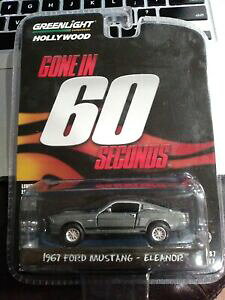 GREENLIGHT
HOLLYWOOD
GONE IN
60
SECONDS
1967 FORD MUSTANG - ELEANOR